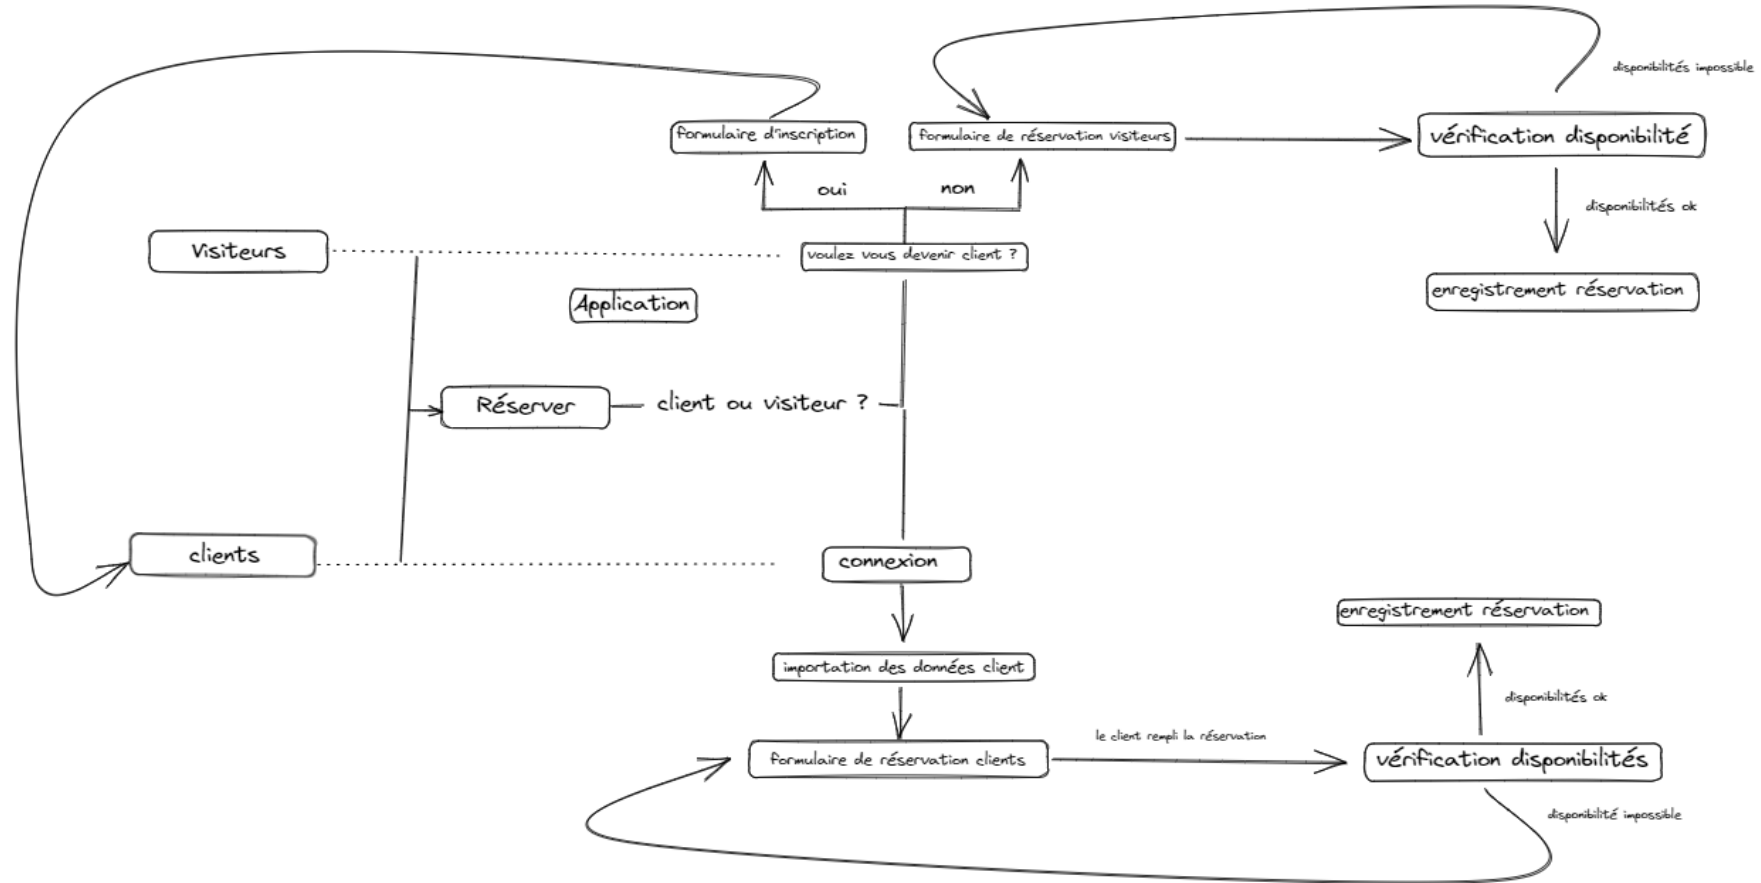 disponibilités impossible
formulaire d'inscription
formulaire de réservation visiteurs
vérification disponibilité
oui
non
disponibilités ok
Visiteurs
voulez vous devenir client ?
Application
enregistrement réservation
Réserver
client ou visiteur ?
clients
connexion
enregistrement réservation
importation des données client
disponibilités ok
le client rempli la réservation
formulaire de réservation clients
vérification disponibilités
disponibilité impossible